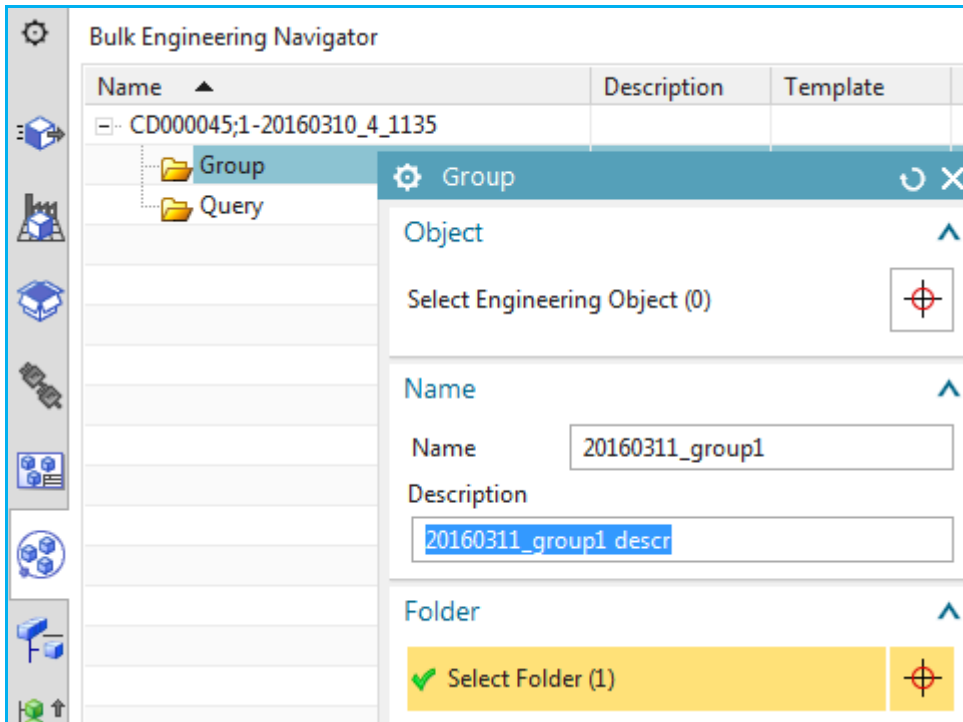 Bulk Engineering Navigator
Name Description Template
CD000045;1-20160310_4_1135
Group
Query
Group
Object
Select Engineering Object (0)
Name
Name 20160311_group1
Description
20160311_group1 descr
Folder
Select Folder (1)